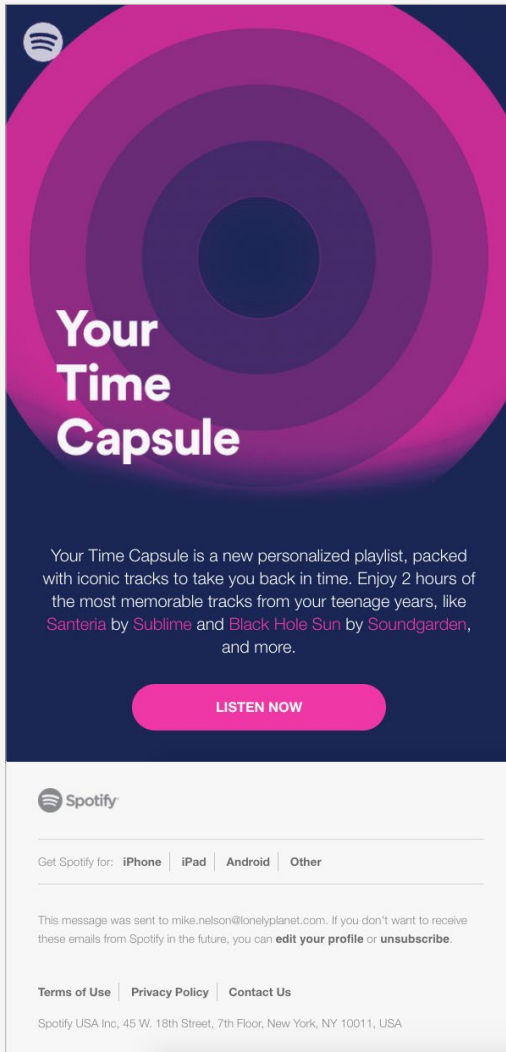 Your
Time
Capsule
Your Time Capsule is a new personalized playlist, packed
with iconic tracks to take you back in time. Enjoy 2 hours of
the most memorable tracks from your teenage years, like
Santeria by Sublime and Black Hole Sun by Soundgarden,
and more.
LISTEN NOW
Spotify
Get Spotify for: iPhone | iPad | Android | Other
This message was sent to mike.nelson@lonelyplanet.com. If you don't want to receive
these emails from Spotify in the future, you can edit your profile or unsubscribe.
Terms of Use | Privacy Policy | Contact Us
Spotify USA Inc, 45 W. 18th Street, 7th Floor, New York, NY 10011, USA